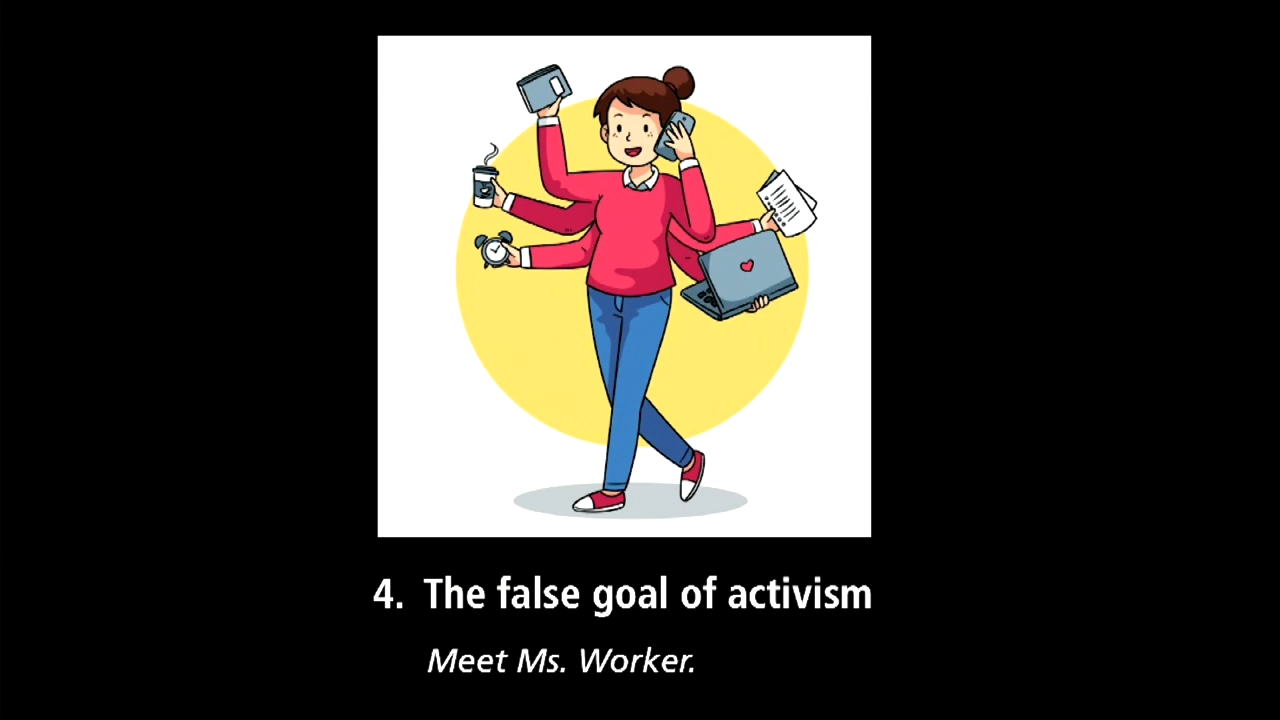 4. The false goal of activism
Meet Ms. Worker.